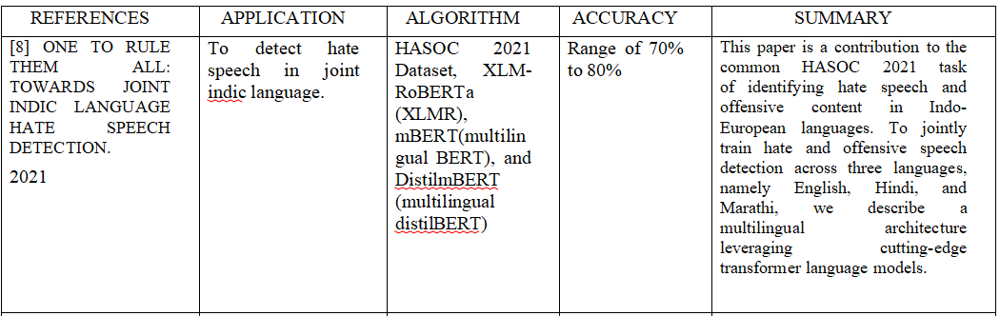 REFERENCES
APPLICATION
ALGORITHM
ACCURACY
SUMMARY
[8] ONE TO RULE
THEM ALL:
TOWARDS JOINT
INDIC LANGUAGE
HATE SPEECH
DETECTION.
2021
To detect hate
speech in joint
indic language.
HASOC 2021
Dataset, XLM-
RoBERTa
(XLMR),
mBERT(multilin
gual BERT), and
DistilmBERT
(multilingual
distilBERT)
Range of 70%
to 80%
This paper is a contribution to the
common HASOC 2021 task
of identifying hate speech and
offensive content in Indo-
European languages. To jointly
train hate and offensive speech
detection across three languages,
namely English, Hindi, and
Marathi, we describe a
multilingual architecture
leveraging cutting-edge
transformer language models.